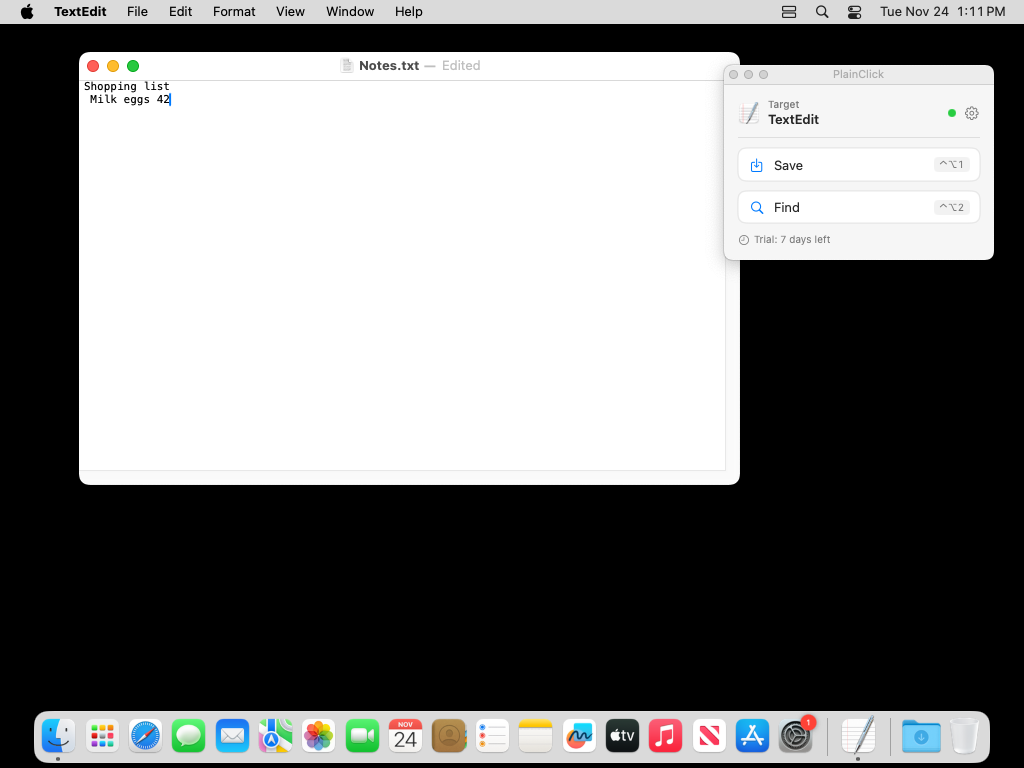 TextEdit File Edit Format View Window Help Tue Nov 24 1:11 PM
Notes.txt — Edited
Shopping list
Milk eggs 42
PlainClick
Target
TextEdit
Save ^⌥1
Find ^⌥2
Trial: 7 days left
NOV
24
tv
1